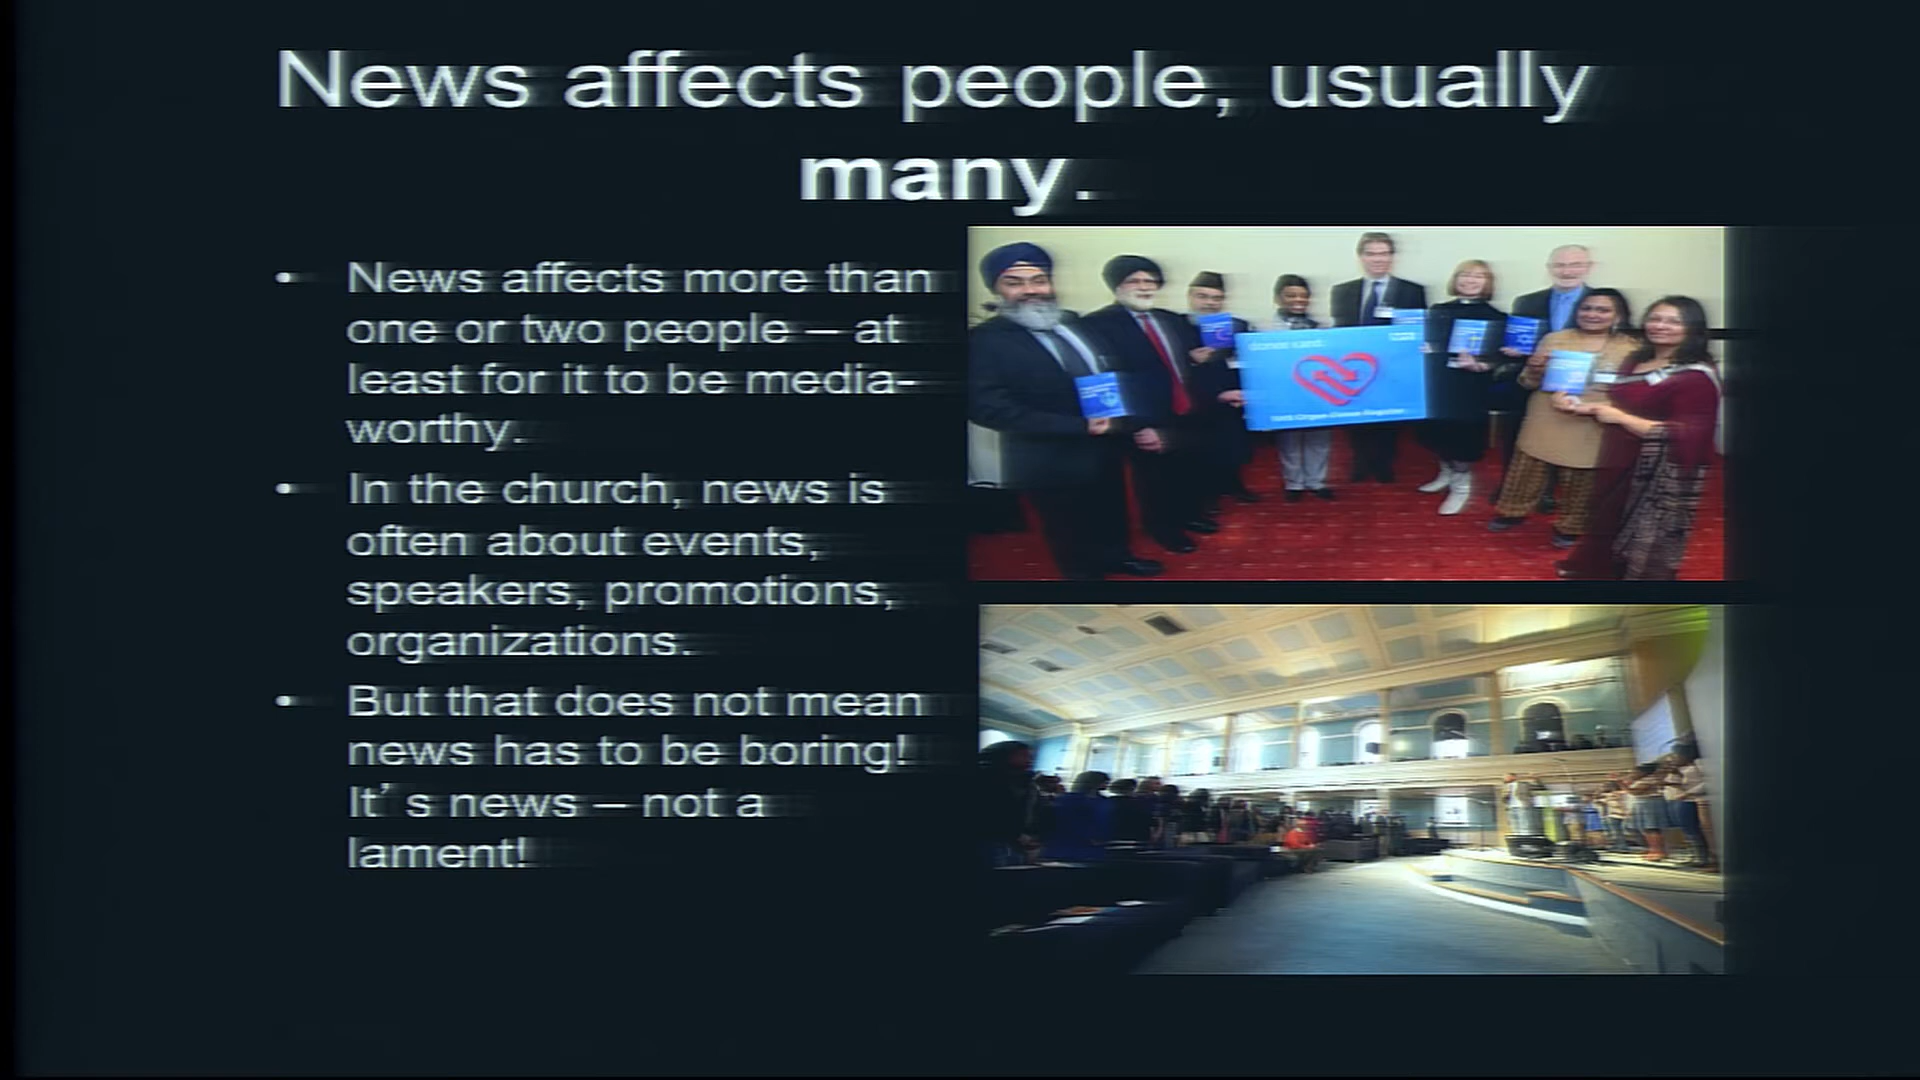 News affects people, usually
many.
• News affects more than
one or two people – at
least for it to be media-
worthy.
• In the church, news is
often about events,
speakers, promotions,
organizations.
• But that does not mean
news has to be boring!
It’s news – not a
lament!
donor card